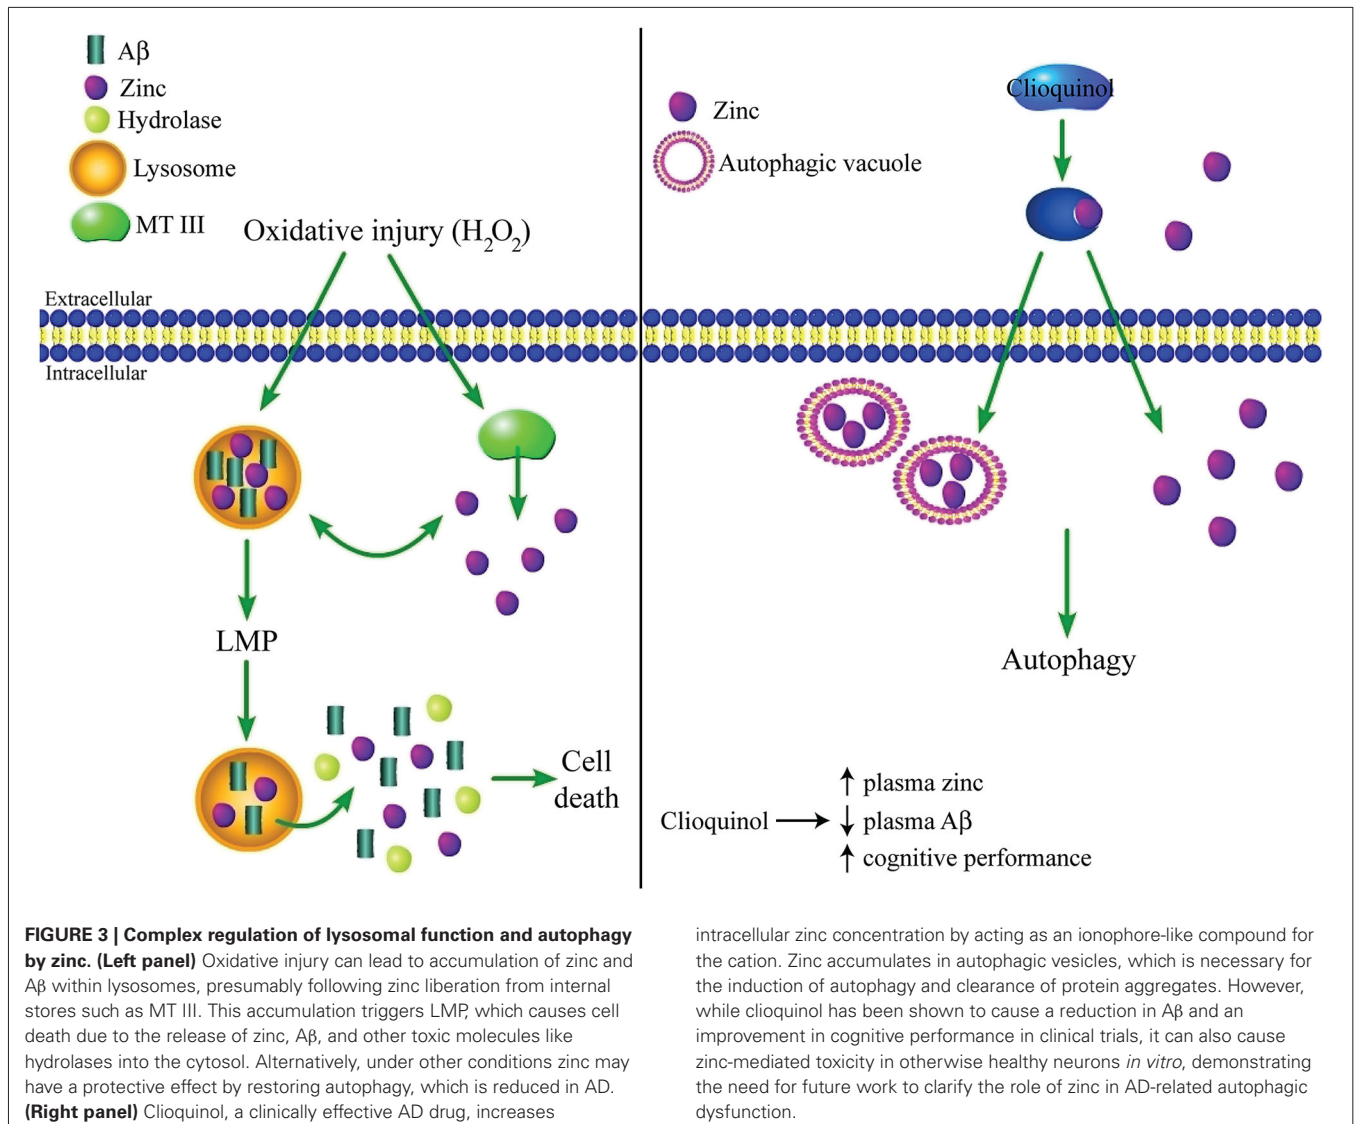 Aβ
Zinc
Hydrolase
Lysosome
MT III
Oxidative injury (H₂O₂)
Extracellular
Intracellular
LMP
Cell
death
Zinc
Autophagic vacuole
Clioquinol
Autophagy
Clioquinol → ↑ plasma zinc
↓ plasma Aβ
↑ cognitive performance
FIGURE 3 | Complex regulation of lysosomal function and autophagy
by zinc. (Left panel) Oxidative injury can lead to accumulation of zinc and
Aβ within lysosomes, presumably following zinc liberation from internal
stores such as MT III. This accumulation triggers LMP, which causes cell
death due to the release of zinc, Aβ, and other toxic molecules like
hydrolases into the cytosol. Alternatively, under other conditions zinc may
have a protective effect by restoring autophagy, which is reduced in AD.
(Right panel) Clioquinol, a clinically effective AD drug, increases
intracellular zinc concentration by acting as an ionophore-like compound for
the cation. Zinc accumulates in autophagic vesicles, which is necessary for
the induction of autophagy and clearance of protein aggregates. However,
while clioquinol has been shown to cause a reduction in Aβ and an
improvement in cognitive performance in clinical trials, it can also cause
zinc-mediated toxicity in otherwise healthy neurons in vitro, demonstrating
the need for future work to clarify the role of zinc in AD-related autophagic
dysfunction.